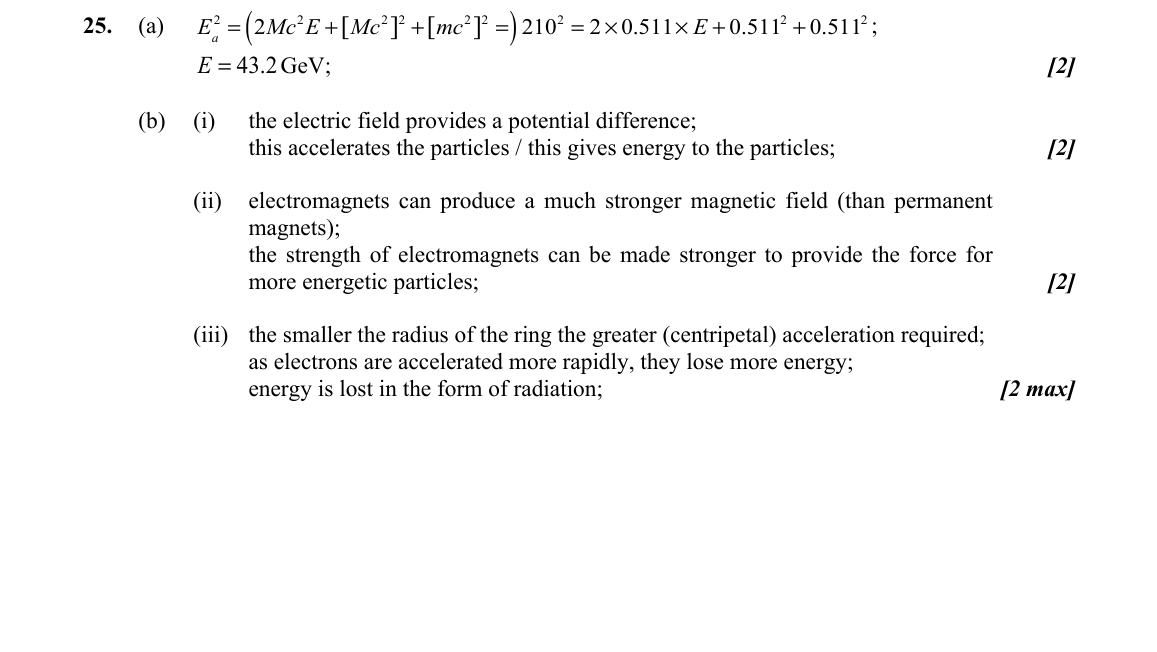 25. (a) E²ₐ = (2Mc²E + [Mc²]² + [mc²]² =) 210² = 2 × 0.511 × E + 0.511² + 0.511² ;
E = 43.2 GeV; [2]
(b) (i) the electric field provides a potential difference;
this accelerates the particles / this gives energy to the particles; [2]
(ii) electromagnets can produce a much stronger magnetic field (than permanent
magnets);
the strength of electromagnets can be made stronger to provide the force for
more energetic particles; [2]
(iii) the smaller the radius of the ring the greater (centripetal) acceleration required;
as electrons are accelerated more rapidly, they lose more energy;
energy is lost in the form of radiation; [2 max]